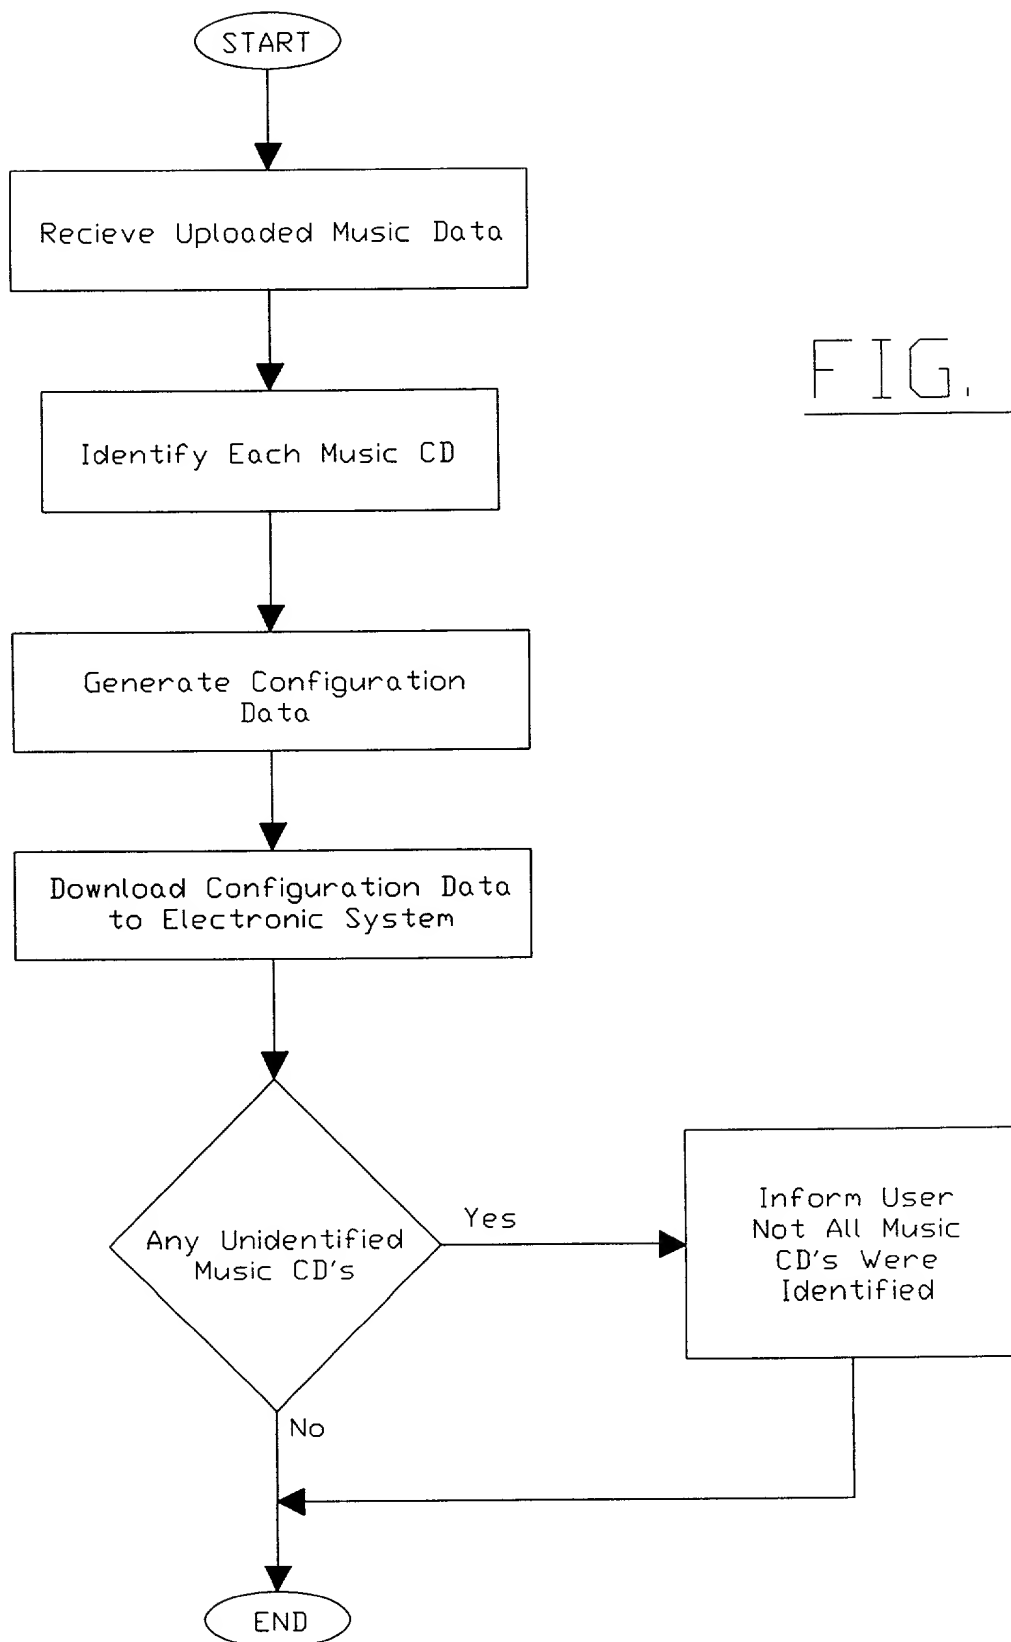 START
Recieve Uploaded Music Data
FIG.
Identify Each Music CD
Generate Configuration
Data
Download Configuration Data
to Electronic System
Any Unidentified
Music CD's
Yes
Inform User
Not All Music
CD's Were
Identified
No
END